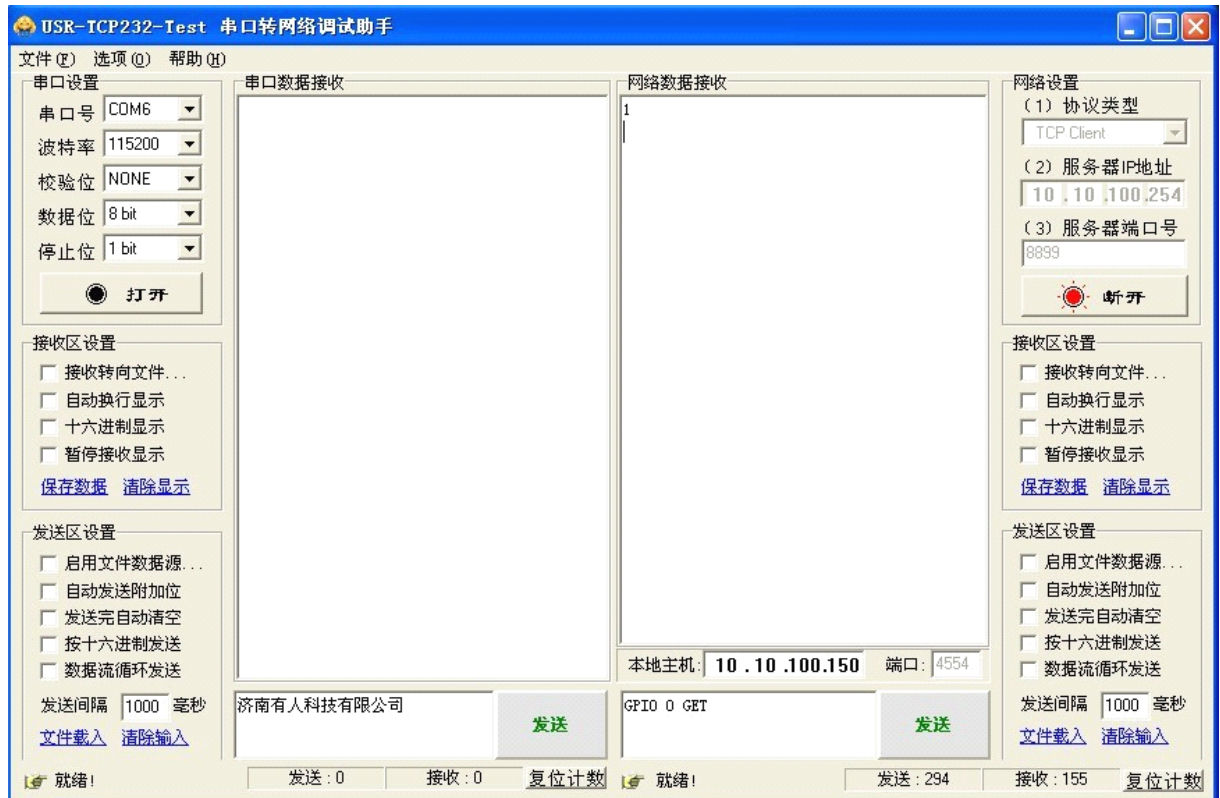 USR-TCP232-Test 串口转网络调试助手
文件(F) 选项(O) 帮助(H)
串口设置
串口号 COM6
波特率 115200
校验位 NONE
数据位 8 bit
停止位 1 bit
打开
接收区设置
接收转向文件...
自动换行显示
十六进制显示
暂停接收显示
保存数据 清除显示
发送区设置
启用文件数据源...
自动发送附加位
发送完自动清空
按十六进制发送
数据流循环发送
发送间隔 1000 毫秒
文件载入 清除输入
就绪!
串口数据接收
济南有人科技有限公司
发送
发送:0 接收:0 复位计数
网络数据接收
1
本地主机: 10 .10 .100.150 端口: 4554
GPIO 0 GET
发送
就绪! 发送:294 接收:155 复位计数
网络设置
(1) 协议类型
TCP Client
(2) 服务器IP地址
10 .10 .100.254
(3) 服务器端口号
8899
断开
接收区设置
接收转向文件...
自动换行显示
十六进制显示
暂停接收显示
保存数据 清除显示
发送区设置
启用文件数据源...
自动发送附加位
发送完自动清空
按十六进制发送
数据流循环发送
发送间隔 1000 毫秒
文件载入 清除输入